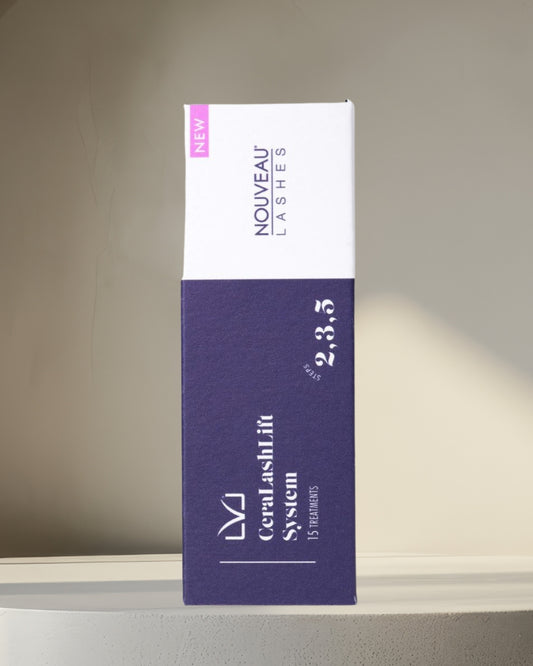 NEW
NOUVEAU
LASHES
STEPS
2,3,5
LVL
CeraLashLift
System
15 TREATMENTS